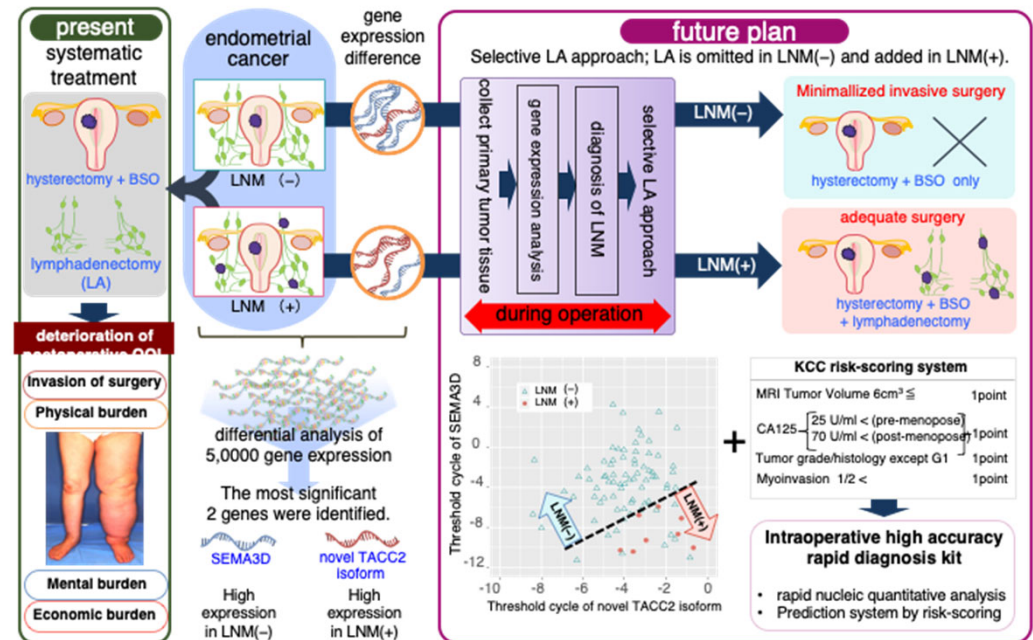 present
systematic
treatment
hysterectomy + BSO
lymphadenectomy
(LA)
deterioration of
postoperative QOL
Invasion of surgery
Physical burden
Mental burden
Economic burden
endometrial
cancer
LNM (-)
LNM (+)
gene
expression
difference
differential analysis of
5,0000 gene expression
The most significant
2 genes were identified.
SEMA3D
novel TACC2
isoform
High
expression
in LNM(-)
High
expression
in LNM(+)
future plan
Selective LA approach; LA is omitted in LNM(-) and added in LNM(+).
collect primary tumor tissue
gene expression analysis
diagnosis of LNM
selective LA approach
during operation
LNM(-)
LNM(+)
Minimallized invasive surgery
hysterectomy + BSO only
adequate surgery
hysterectomy + BSO
+ lymphadenectomy
Threshold cycle of SEMA3D
8
4
0
-4
-8
-12
LNM (-)
LNM (+)
LNM(-)
LNM(+)
-10 -8 -6 -4 -2 0
Threshold cycle of novel TACC2 isoform
+
KCC risk-scoring system
MRI Tumor Volume 6cm³ ≦ 1point
CA125 25 U/ml < (pre-menopose)
70 U/ml < (post-menopose) 1point
Tumor grade/histology except G1 1point
Myoinvasion 1/2 < 1point
Intraoperative high accuracy
rapid diagnosis kit
• rapid nucleic quantitative analysis
• Prediction system by risk-scoring